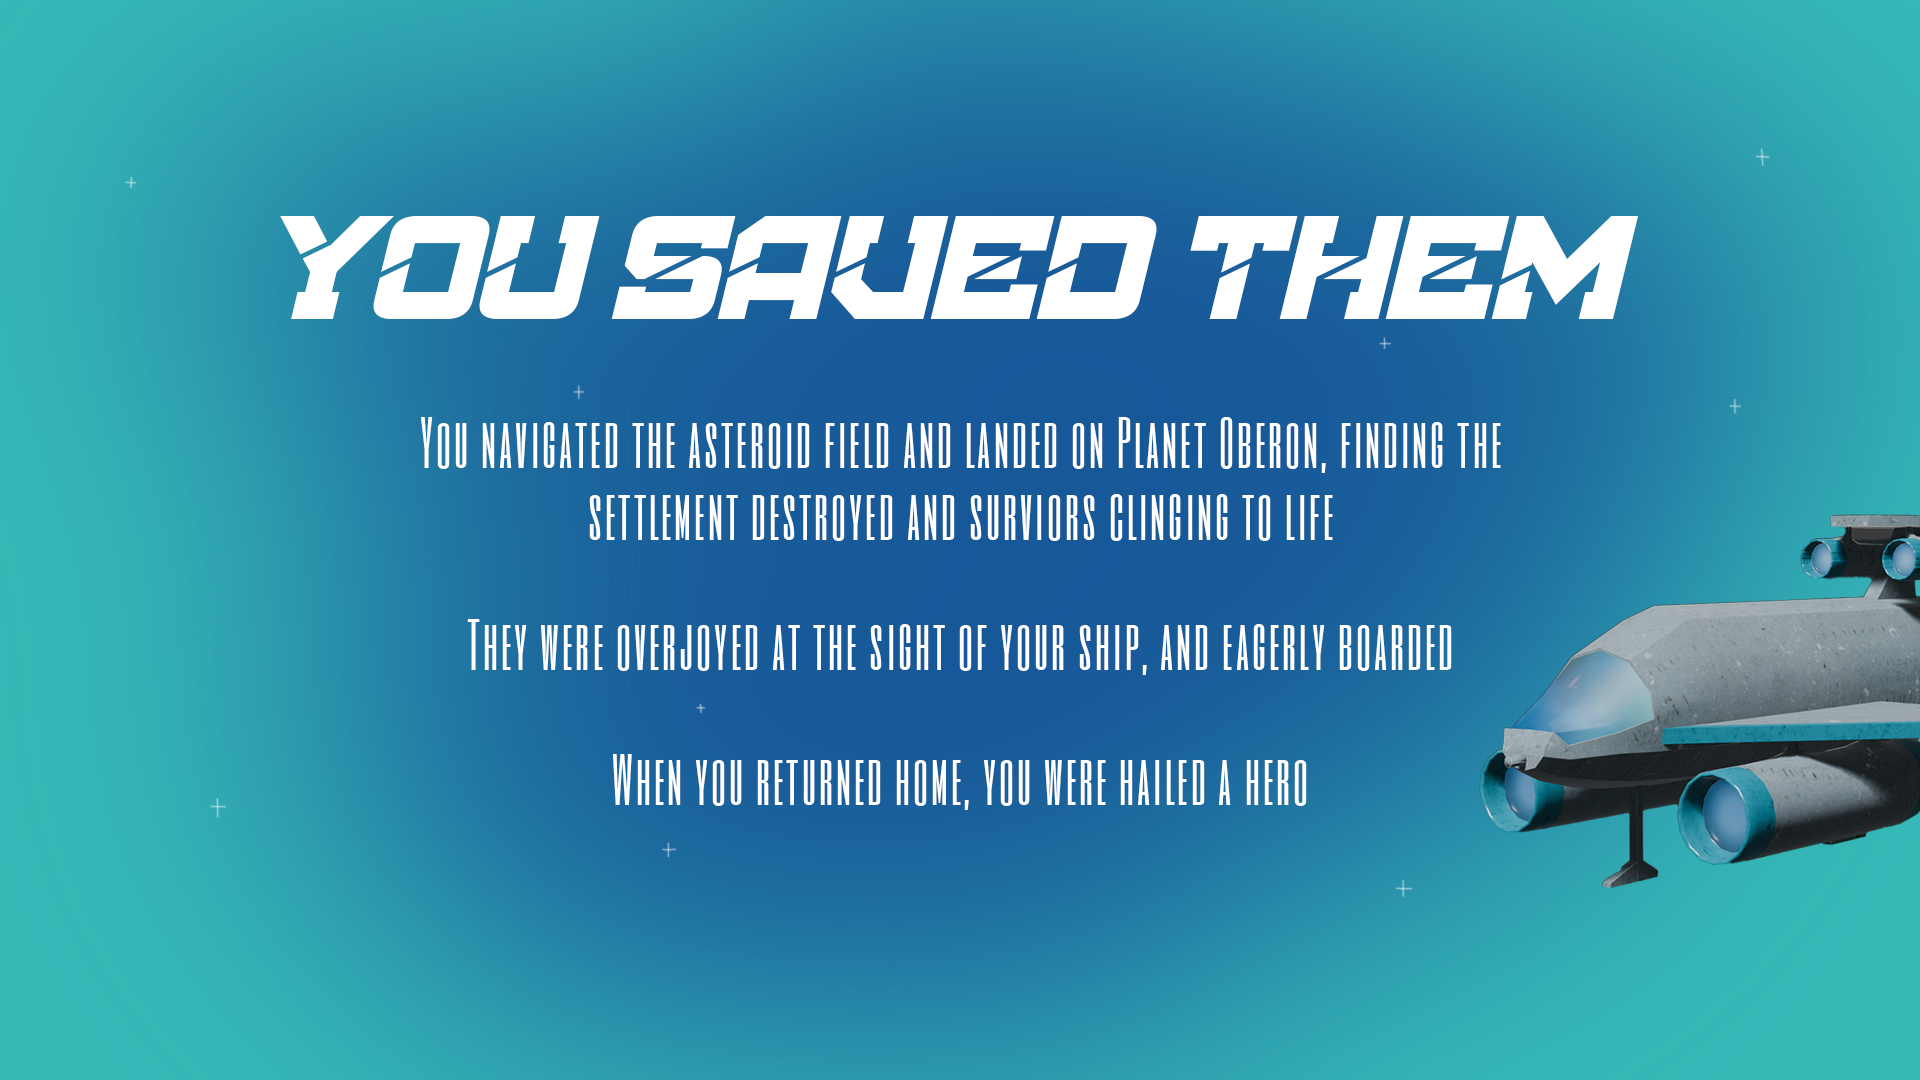 YOU SAVED THEM
You navigated the asteroid field and landed on Planet Oberon, finding the
settlement destroyed and surviors clinging to life
They were overjoyed at the sight of your ship, and eagerly boarded
When you returned home, you were hailed a hero